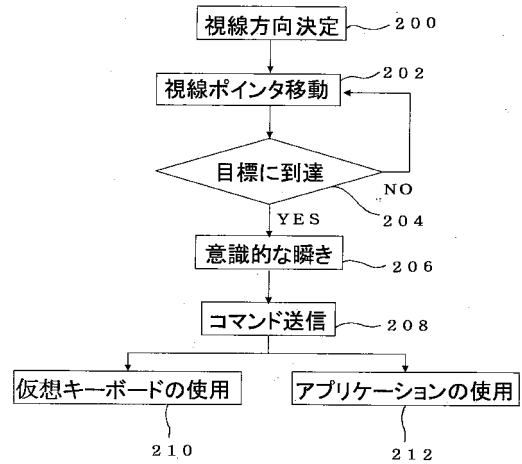 視線方向決定
２００
視線ポインタ移動
２０２
目標に到達
NO
２０４
YES
意識的な瞬き
２０６
コマンド送信
２０８
仮想キーボードの使用
アプリケーションの使用
２１０
２１２